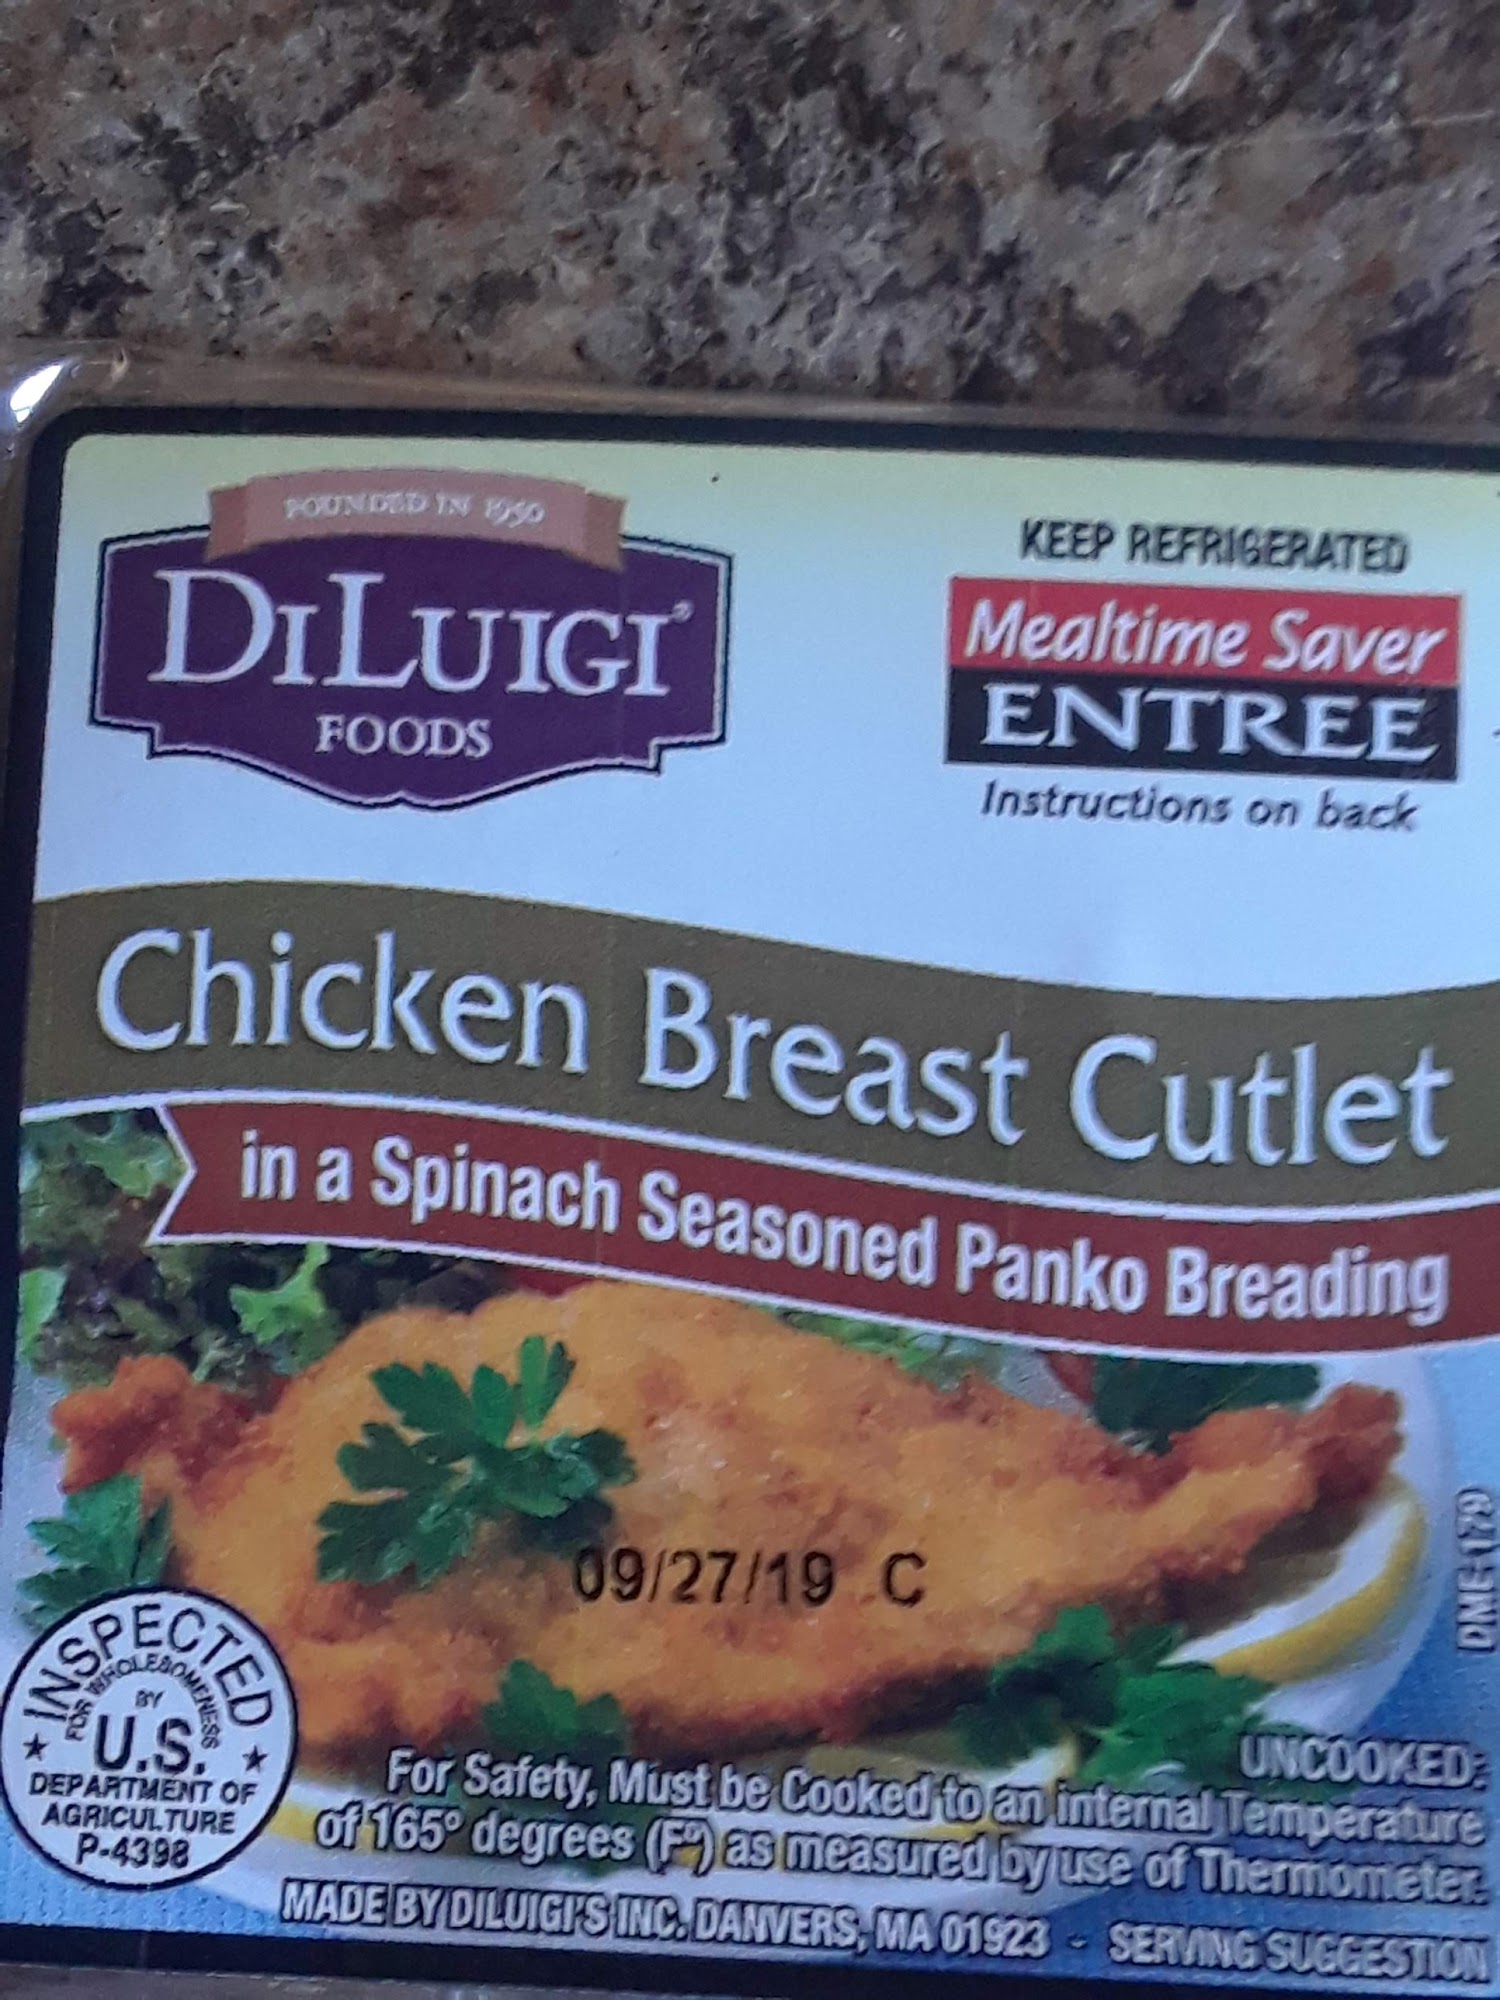 FOUNDED IN 1950
DILUIGI®
FOODS
KEEP REFRIGERATED
Mealtime Saver
ENTREE
Instructions on back
Chicken Breast Cutlet
in a Spinach Seasoned Panko Breading
09/27/19 C
DME-179
INSPECTED
FOR WHOLESOMENESS
BY
U.S.
DEPARTMENT OF
AGRICULTURE
P-4398
UNCOOKED:
For Safety, Must be Cooked to an internal Temperature
of 165° degrees (F°) as measured by use of Thermometer.
MADE BY DILUIGI'S INC. DANVERS, MA 01923 - SERVING SUGGESTION